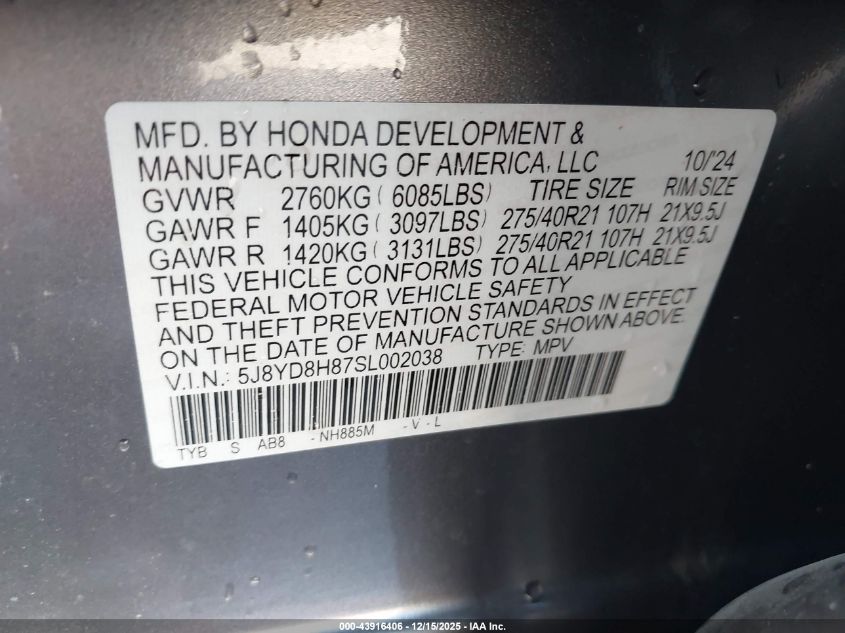 MFD. BY HONDA DEVELOPMENT &
MANUFACTURING OF AMERICA, LLC 10/'24
GVWR 2760KG ( 6085LBS) TIRE SIZE RIM SIZE
GAWR F 1405KG ( 3097LBS) 275/40R21 107H 21X9.5J
GAWR R 1420KG ( 3131LBS) 275/40R21 107H 21X9.5J
THIS VEHICLE CONFORMS TO ALL APPLICABLE
FEDERAL MOTOR VEHICLE SAFETY
AND THEFT PREVENTION STANDARDS IN EFFECT
ON THE DATE OF MANUFACTURE SHOWN ABOVE.
V.I.N.: 5J8YD8H87SL002038 TYPE: MPV
TYB S AB8 -NH885M -V-L
000-43916406 - 12/15/2025 - IAA Inc.